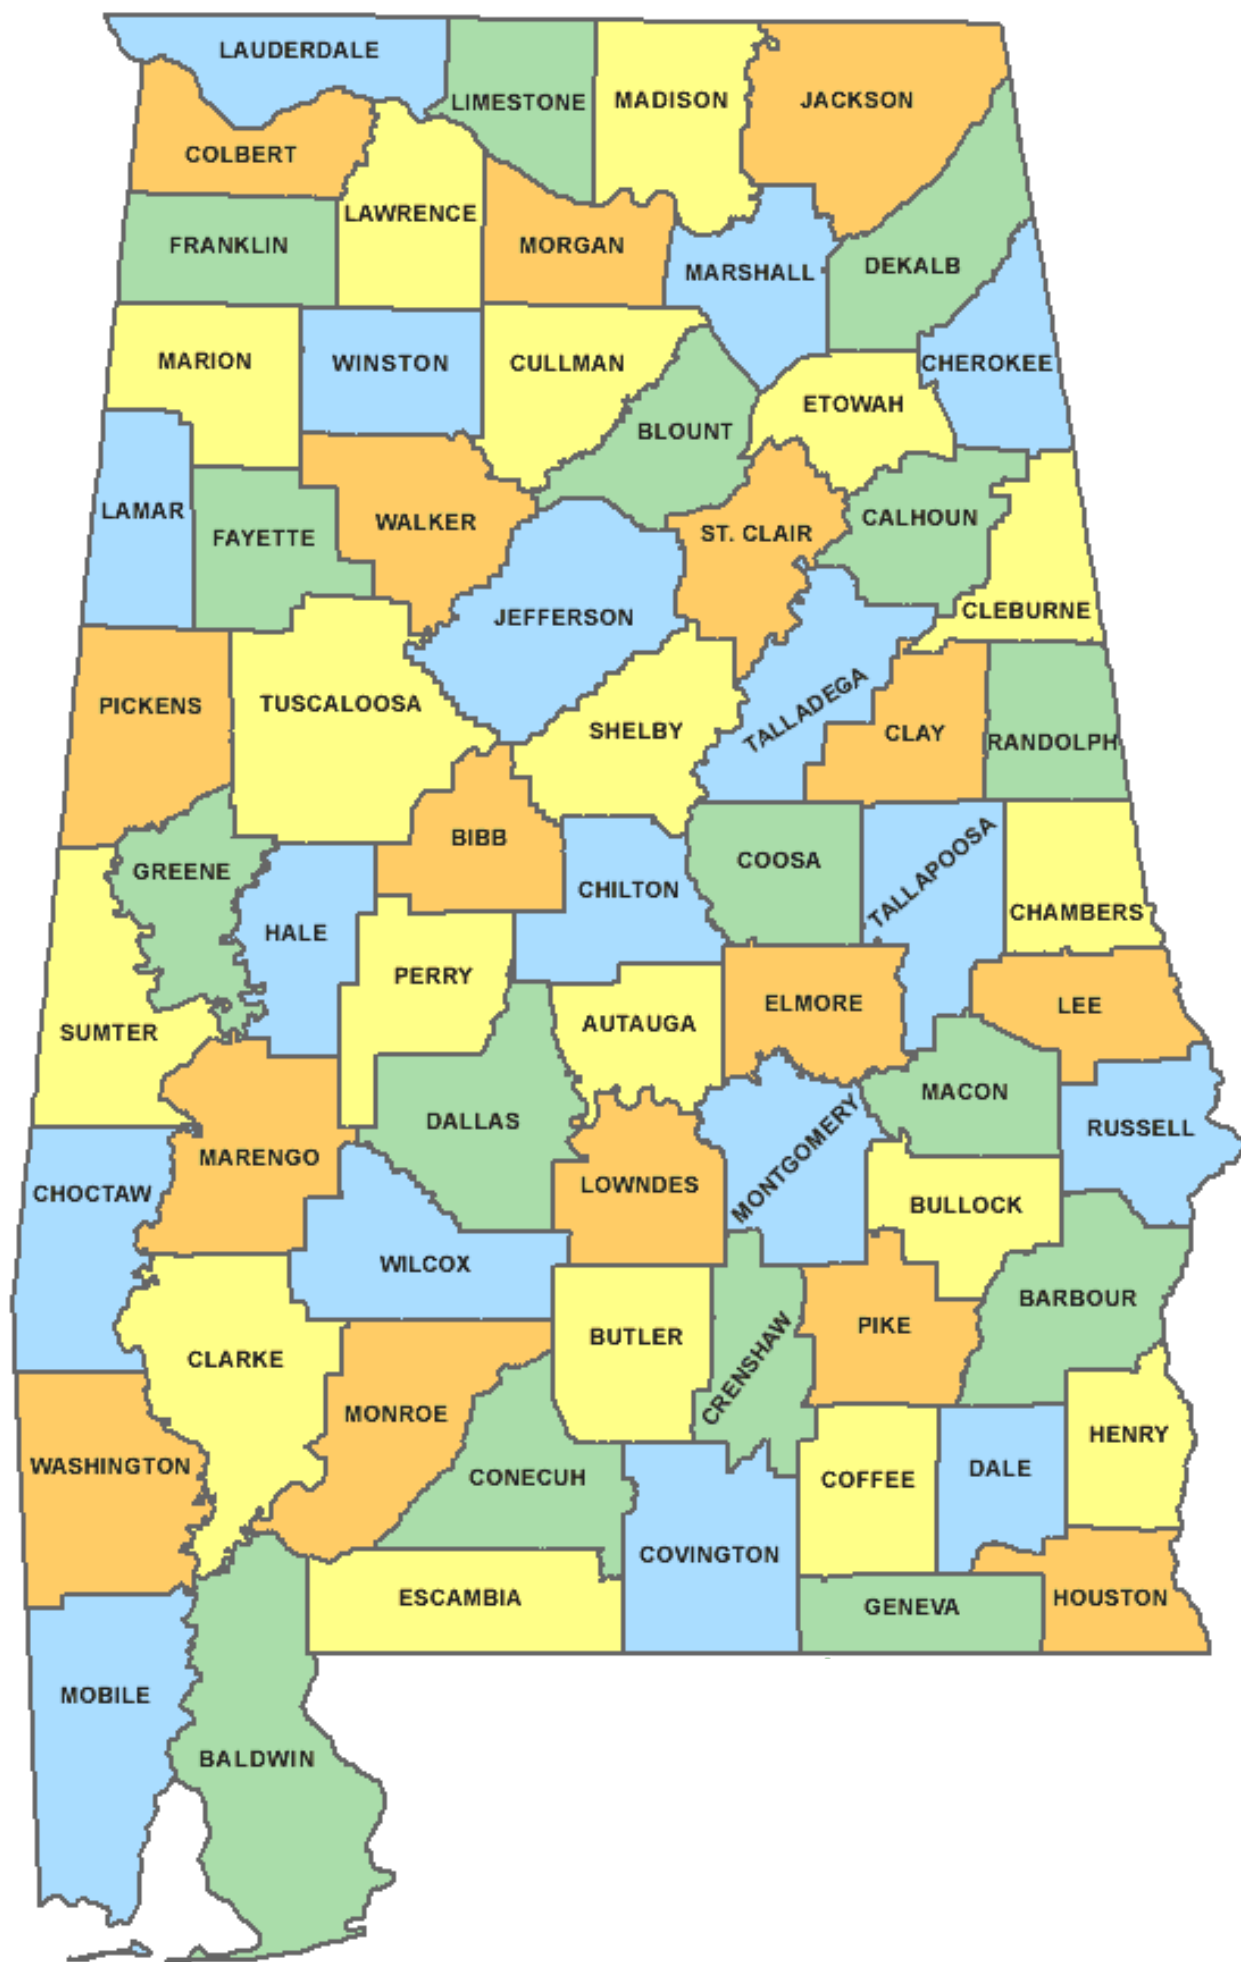 LAUDERDALE
LIMESTONE
MADISON
JACKSON
COLBERT
LAWRENCE
FRANKLIN
MORGAN
MARSHALL
DEKALB
MARION
WINSTON
CULLMAN
CHEROKEE
ETOWAH
BLOUNT
LAMAR
FAYETTE
WALKER
ST. CLAIR
CALHOUN
JEFFERSON
CLEBURNE
PICKENS
TUSCALOOSA
SHELBY
TALLADEGA
CLAY
RANDOLPH
GREENE
BIBB
COOSA
TALLAPOOSA
HALE
CHILTON
CHAMBERS
PERRY
SUMTER
AUTAUGA
ELMORE
LEE
DALLAS
MACON
RUSSELL
MARENGO
CHOCTAW
LOWNDES
MONTGOMERY
BULLOCK
WILCOX
BARBOUR
CLARKE
BUTLER
CRENSHAW
PIKE
MONROE
HENRY
WASHINGTON
CONECUH
COFFEE
DALE
COVINGTON
ESCAMBIA
GENEVA
HOUSTON
MOBILE
BALDWIN